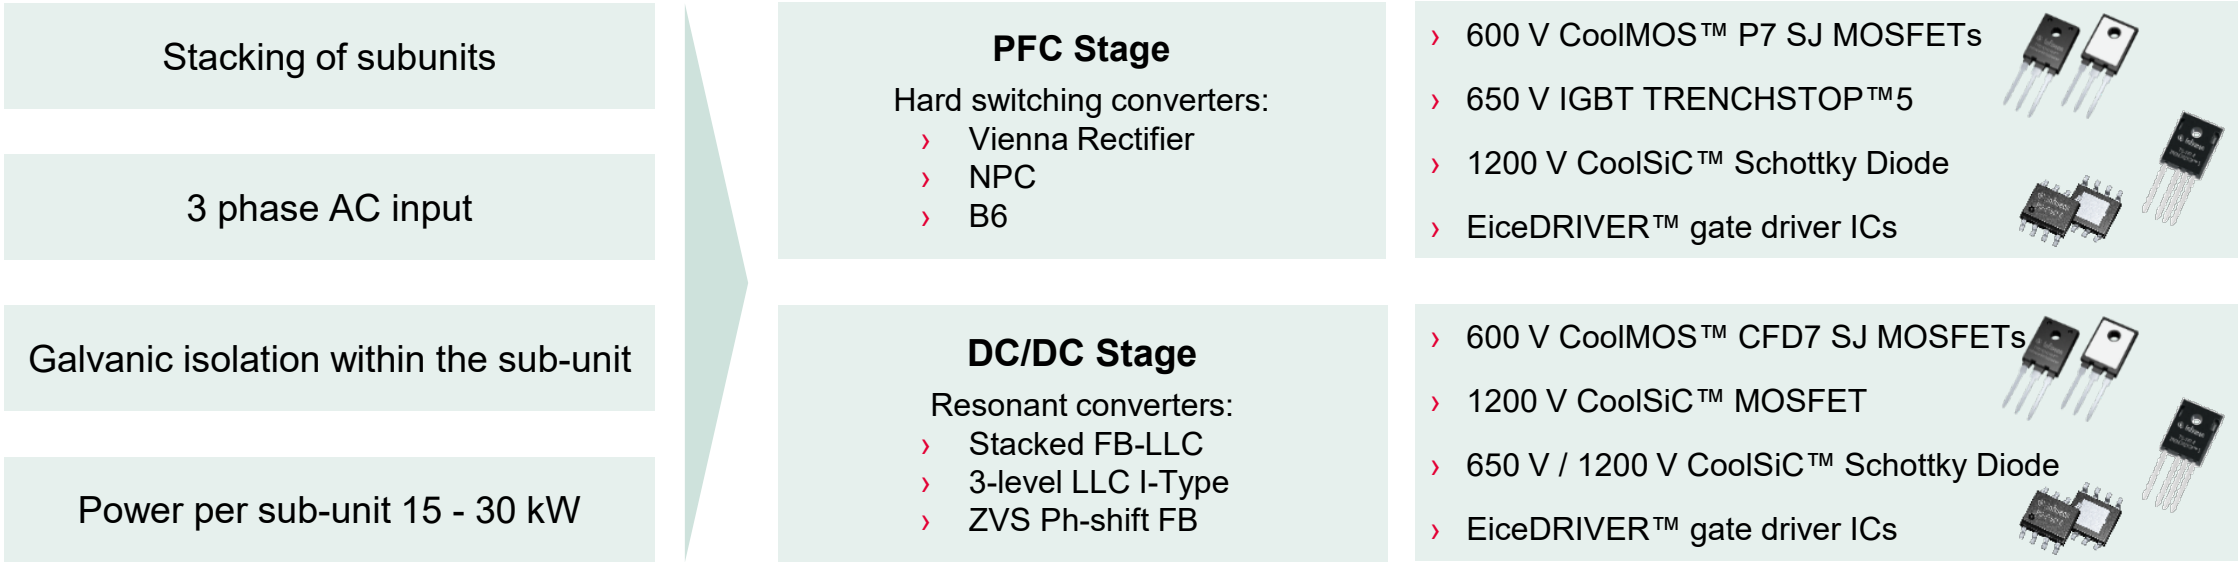 Stacking of subunits
3 phase AC input
Galvanic isolation within the sub-unit
Power per sub-unit 15 - 30 kW
PFC Stage
Hard switching converters:
› Vienna Rectifier
› NPC
› B6
DC/DC Stage
Resonant converters:
› Stacked FB-LLC
› 3-level LLC I-Type
› ZVS Ph-shift FB
› 600 V CoolMOS™ P7 SJ MOSFETs
› 650 V IGBT TRENCHSTOP™5
› 1200 V CoolSiC™ Schottky Diode
› EiceDRIVER™ gate driver ICs
› 600 V CoolMOS™ CFD7 SJ MOSFETs
› 1200 V CoolSiC™ MOSFET
› 650 V / 1200 V CoolSiC™ Schottky Diode
› EiceDRIVER™ gate driver ICs